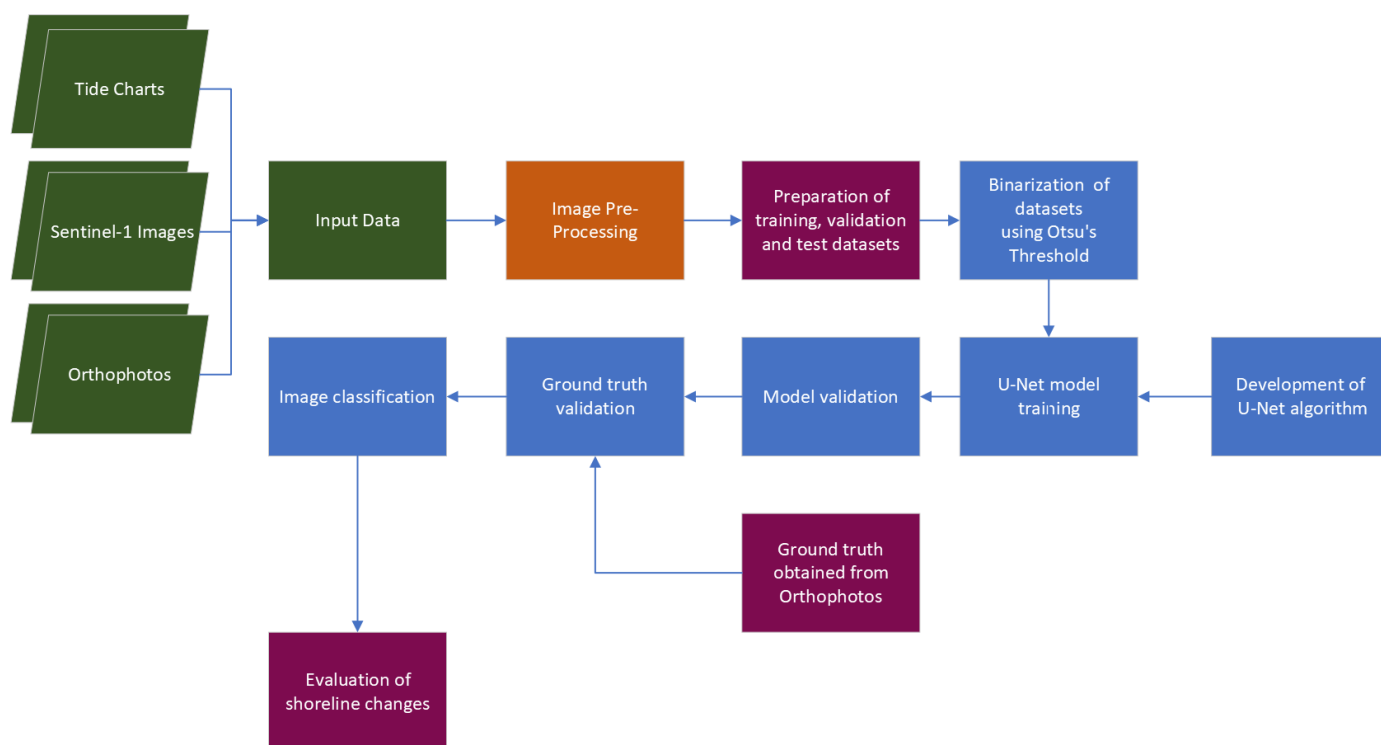 Tide Charts
Sentinel-1 Images
Orthophotos
Input Data
Image Pre-
Processing
Preparation of
training, validation
and test datasets
Binarization of
datasets
using Otsu's
Threshold
Image classification
Ground truth
validation
Model validation
U-Net model
training
Development of
U-Net algorithm
Ground truth
obtained from
Orthophotos
Evaluation of
shoreline changes